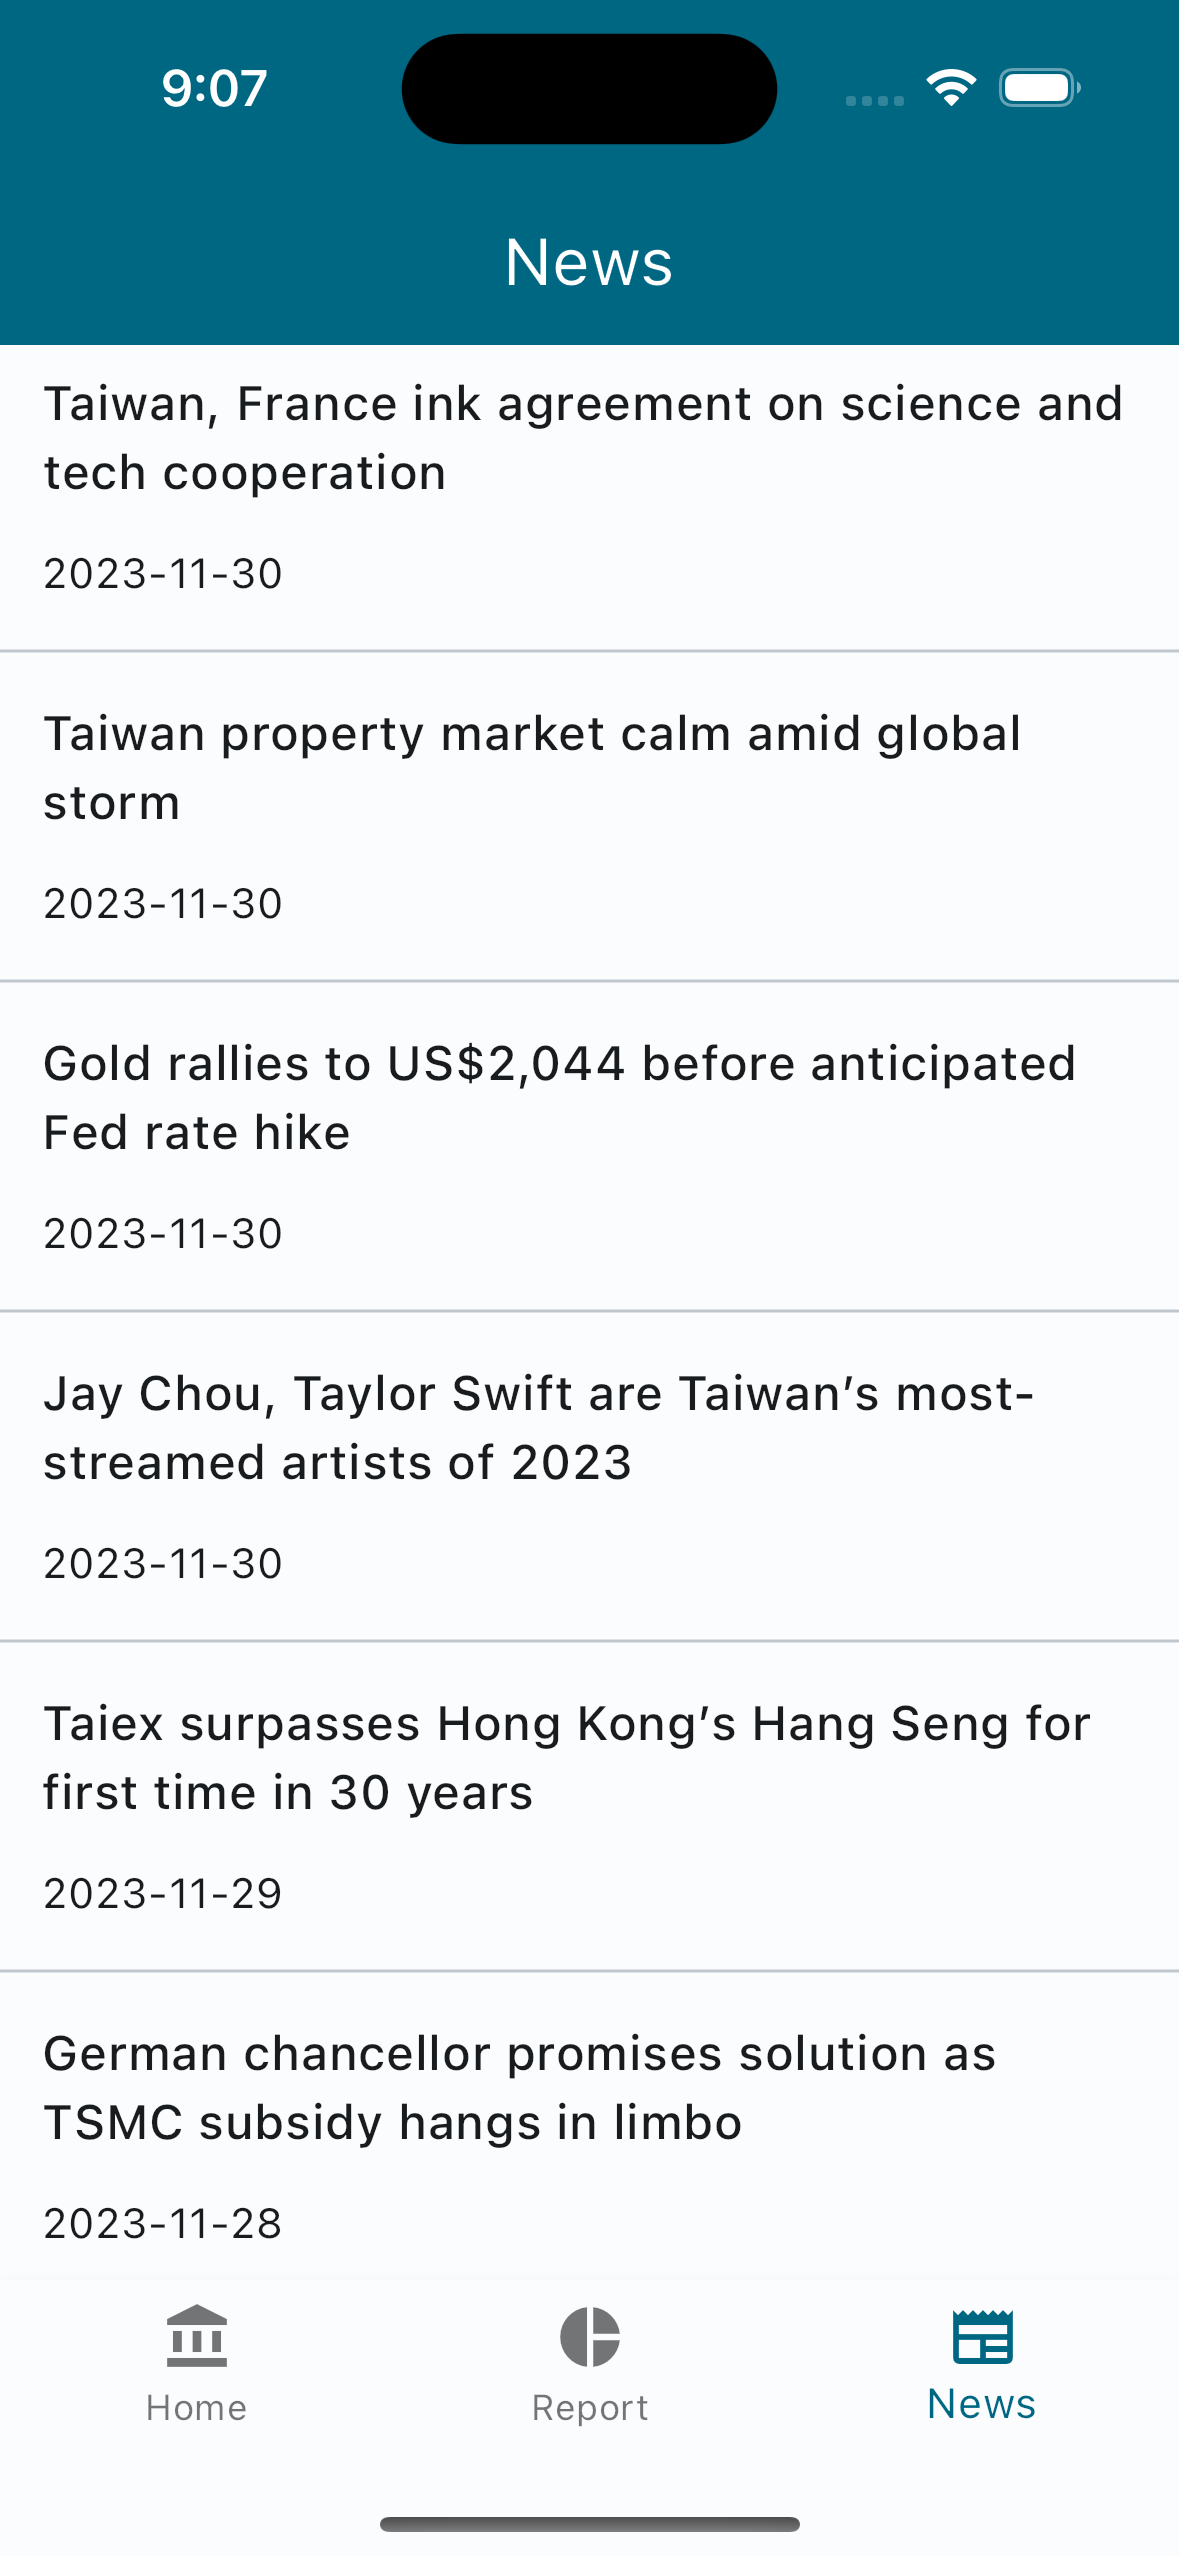 9:07
News
Taiwan, France ink agreement on science and
tech cooperation
2023-11-30
Taiwan property market calm amid global
storm
2023-11-30
Gold rallies to US$2,044 before anticipated
Fed rate hike
2023-11-30
Jay Chou, Taylor Swift are Taiwan’s most-
streamed artists of 2023
2023-11-30
Taiex surpasses Hong Kong’s Hang Seng for
first time in 30 years
2023-11-29
German chancellor promises solution as
TSMC subsidy hangs in limbo
2023-11-28
Home
Report
News